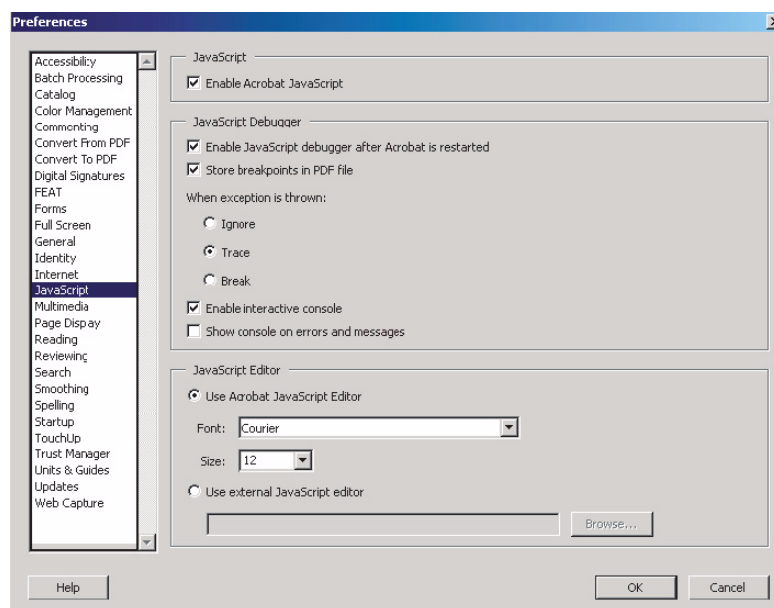 Preferences
Accessibility
Batch Processing
Catalog
Color Management
Commenting
Convert From PDF
Convert To PDF
Digital Signatures
FEAT
Forms
Full Screen
General
Identity
Internet
JavaScript
Multimedia
Page Display
Reading
Reviewing
Search
Smoothing
Spelling
Startup
TouchUp
Trust Manager
Units & Guides
Updates
Web Capture
JavaScript
Enable Acrobat JavaScript
JavaScript Debugger
Enable JavaScript debugger after Acrobat is restarted
Store breakpoints in PDF file
When exception is thrown:
Ignore
Trace
Break
Enable interactive console
Show console on errors and messages
JavaScript Editor
Use Acrobat JavaScript Editor
Font: Courier
Size: 12
Use external JavaScript editor
Browse...
Help
OK
Cancel